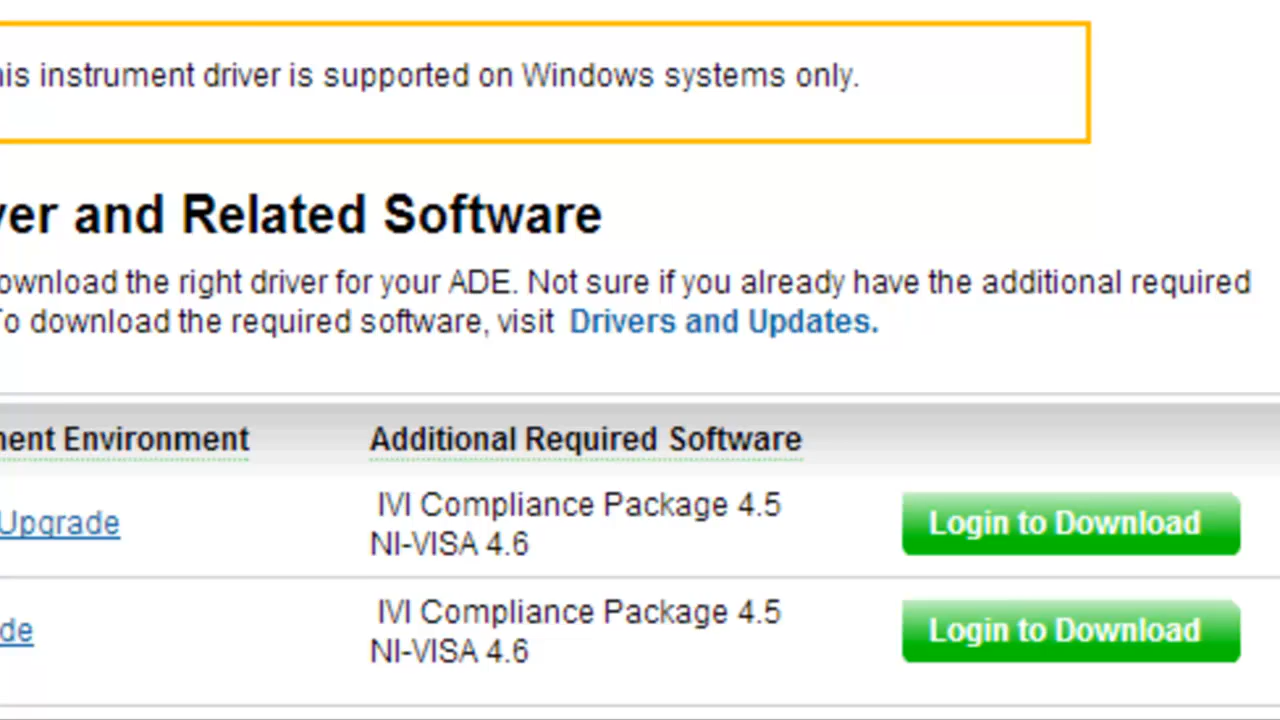 his instrument driver is supported on Windows systems only.
ver and Related Software
ownload the right driver for your ADE. Not sure if you already have the additional required
To download the required software, visit Drivers and Updates.
ment Environment Additional Required Software
Upgrade IVI Compliance Package 4.5 Login to Download
NI-VISA 4.6
de IVI Compliance Package 4.5 Login to Download
NI-VISA 4.6